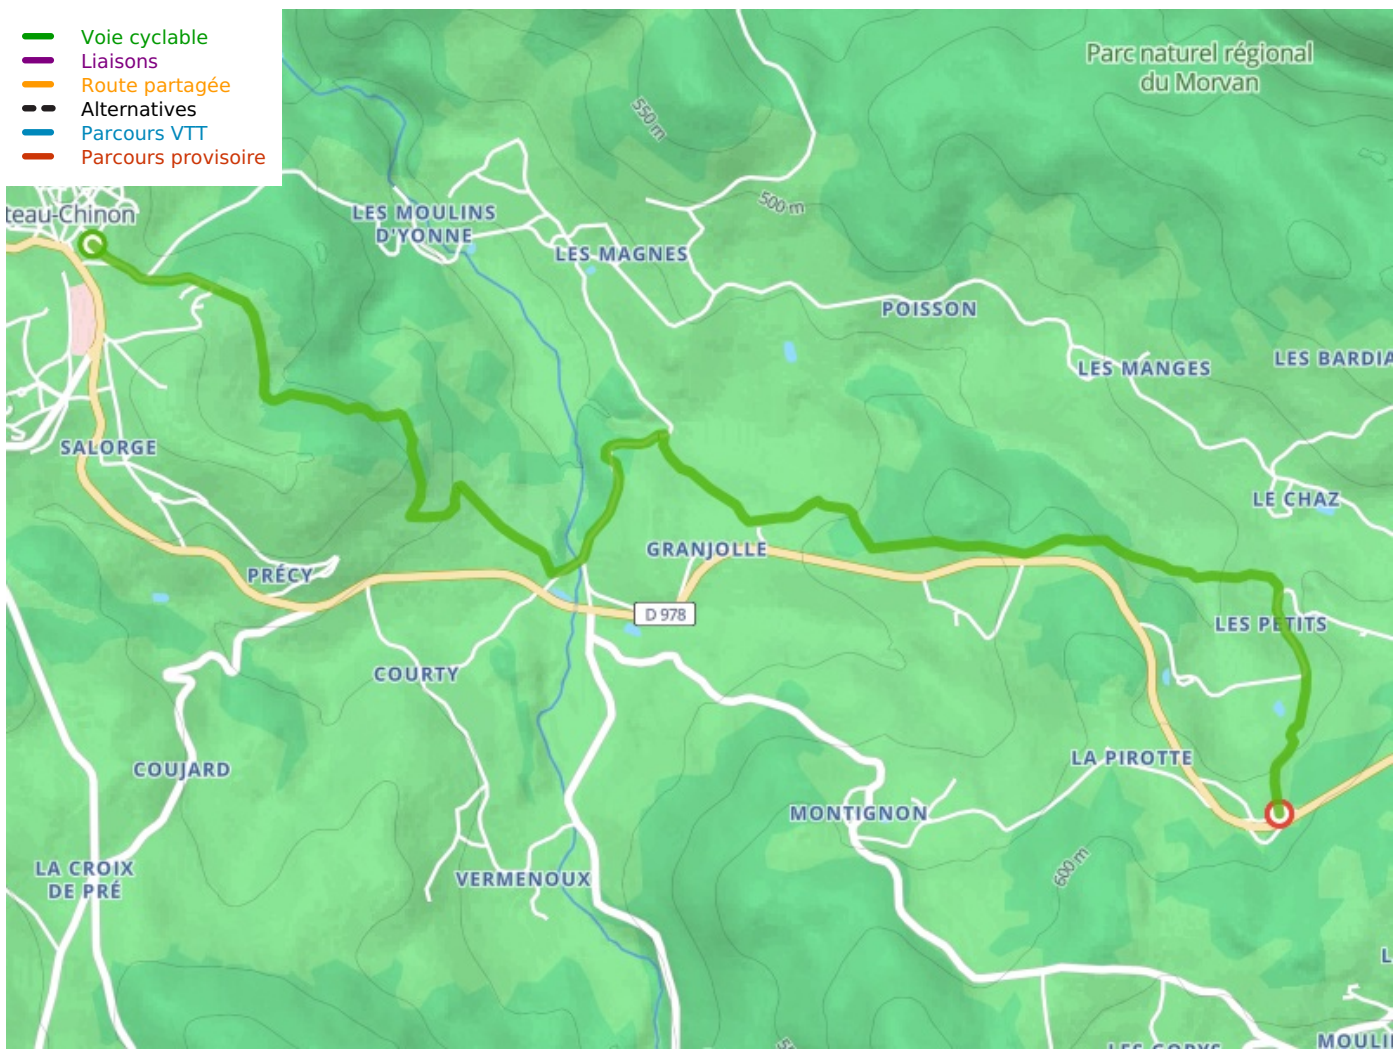 Voie cyclable
Liaisons
Route partagée
Alternatives
Parcours VTT
Parcours provisoire
Parc naturel régional
du Morvan
550 m
500 m
teau-Chinon
LES MOULINS
D'YONNE
LES MAGNES
POISSON
LES MANGES
LES BARDIA
SALORGE
LE CHAZ
GRANJOLLE
PRÉCY
D 978
LES PETITS
COURTY
LA PIROTTE
COUJARD
MONTIGNON
600 m
LA CROIX
DE PRÉ
VERMENOUX
MOULI